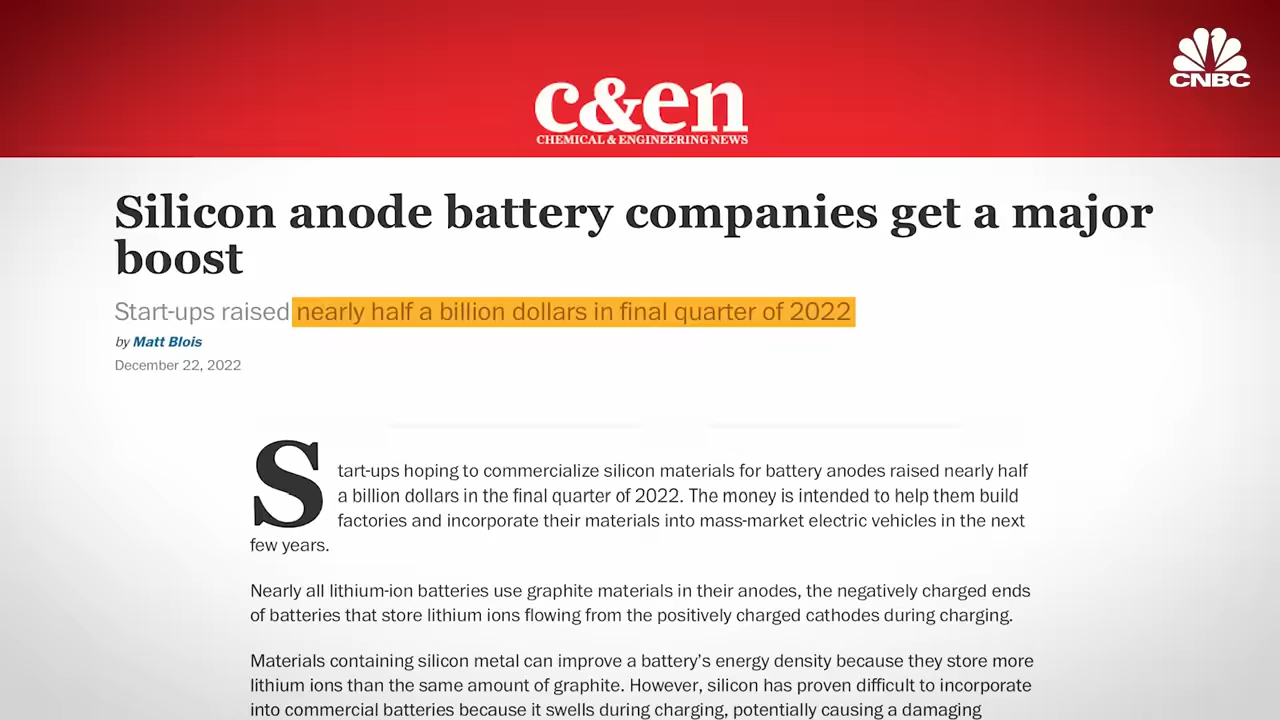 CNBC
c&en
CHEMICAL & ENGINEERING NEWS
Silicon anode battery companies get a major
boost
Start-ups raised nearly half a billion dollars in final quarter of 2022
by Matt Blois
December 22, 2022
Start-ups hoping to commercialize silicon materials for battery anodes raised nearly half
a billion dollars in the final quarter of 2022. The money is intended to help them build
factories and incorporate their materials into mass-market electric vehicles in the next
few years.
Nearly all lithium-ion batteries use graphite materials in their anodes, the negatively charged ends
of batteries that store lithium ions flowing from the positively charged cathodes during charging.
Materials containing silicon metal can improve a battery's energy density because they store more
lithium ions than the same amount of graphite. However, silicon has proven difficult to incorporate
into commercial batteries because it swells during charging, potentially causing a damaging